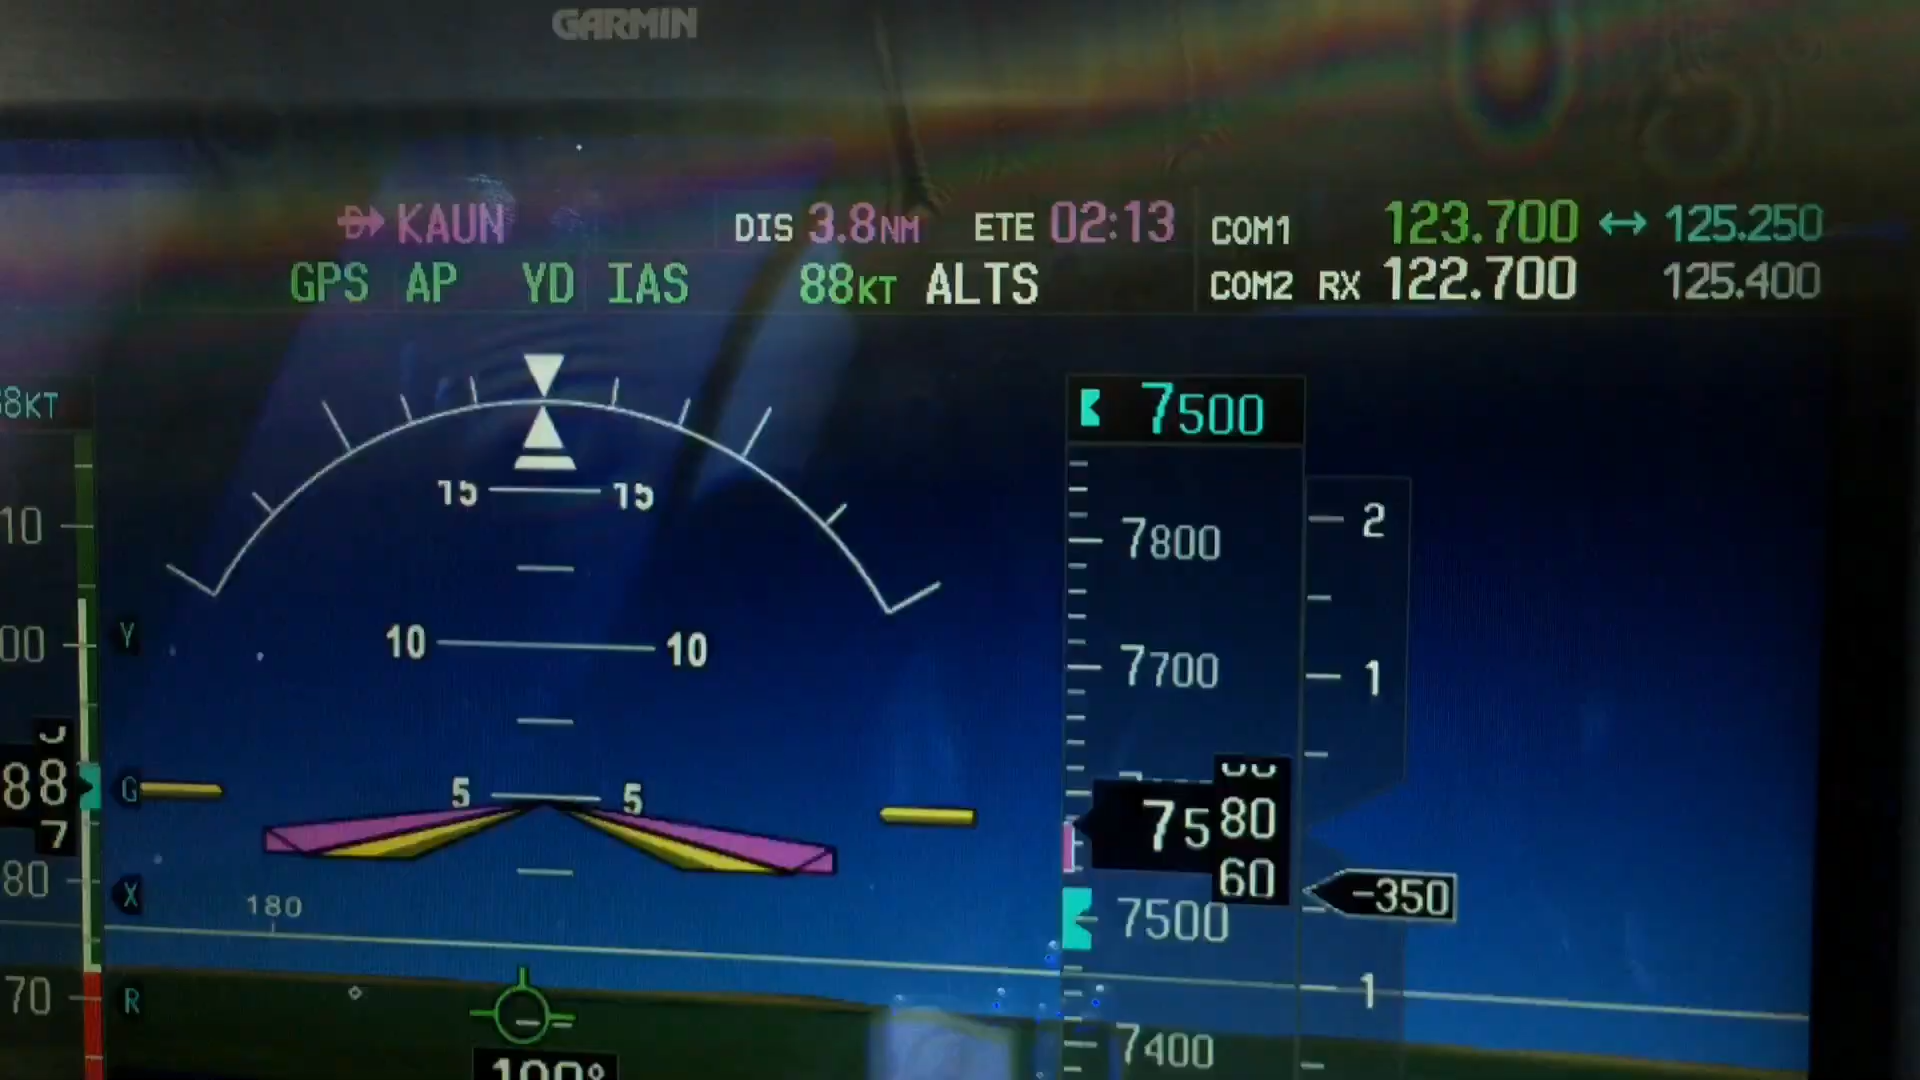 GARMIN
KAUN DIS 3.8NM ETE 02:13 COM1 123.700 ↔ 125.250
GPS AP YD IAS 88KT ALTS COM2 RX 122.700 125.400
8KT
7500
15 15
2
10
7800
Y
00
10 10
7700
1
88
7
G
5 5
75
80
60
-350
80
X
180
7500
70
R
1
7400
190°